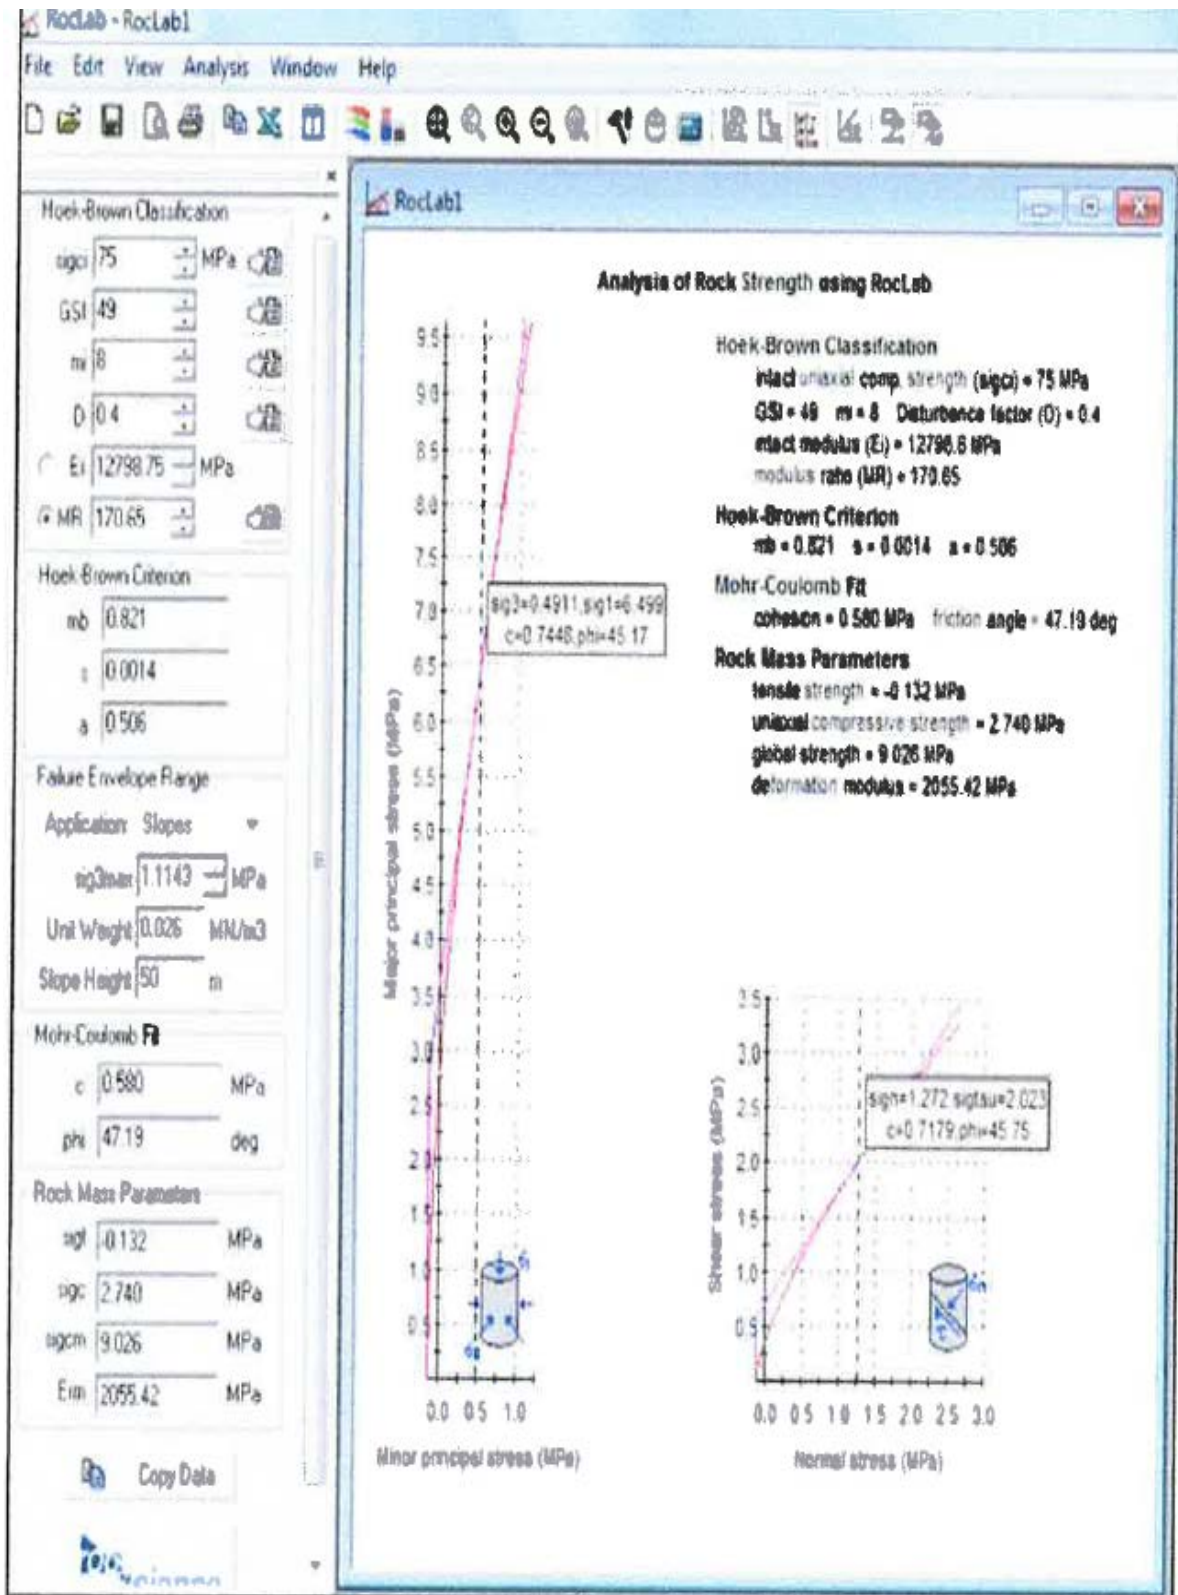 RocLab - RocLab1
File Edit View Analysis Window Help
Hoek-Brown Classification
sigci 75 MPa
GSI 49
mi 8
D 0.4
Ei 12798.75 MPa
MR 170.65
Hoek-Brown Criterion
mb 0.821
s 0.0014
a 0.506
Failure Envelope Range
Application: Slopes
sig3max 1.1143 MPa
Unit Weight 0.026 MN/m3
Slope Height 50 m
Mohr-Coulomb Fit
c 0.580 MPa
phi 47.19 deg
Rock Mass Parameters
sigt -0.132 MPa
sigc 2.740 MPa
sigcm 9.026 MPa
Erm 2055.42 MPa
Copy Data
RocLab1
Analysis of Rock Strength using RocLab
Hoek-Brown Classification
intact uniaxial comp. strength (sigci) = 75 MPa
GSI = 49 mi = 8 Disturbance factor (D) = 0.4
intact modulus (Ei) = 12798.8 MPa
modulus ratio (MR) = 170.65
Hoek-Brown Criterion
mb = 0.821 s = 0.0014 a = 0.506
Mohr-Coulomb Fit
cohesion = 0.580 MPa friction angle = 47.19 deg
Rock Mass Parameters
tensile strength = -0.132 MPa
uniaxial compressive strength = 2.740 MPa
global strength = 9.026 MPa
deformation modulus = 2055.42 MPa
Major principal stress (MPa)
9.5
9.0
8.5
8.0
7.5
7.0
6.5
6.0
5.5
5.0
4.5
4.0
3.5
3.0
2.5
2.0
1.5
1.0
0.5
sig3=0.4911, sig1=6.499
c=0.7448, phi=45.17
0.0 0.5 1.0
Minor principal stress (MPa)
Shear stress (MPa)
3.5
3.0
2.5
2.0
1.5
1.0
0.5
sign=1.272 sigtau=2.023
c=0.7179, phi=45.75
0.0 0.5 1.0 1.5 2.0 2.5 3.0
Normal stress (MPa)